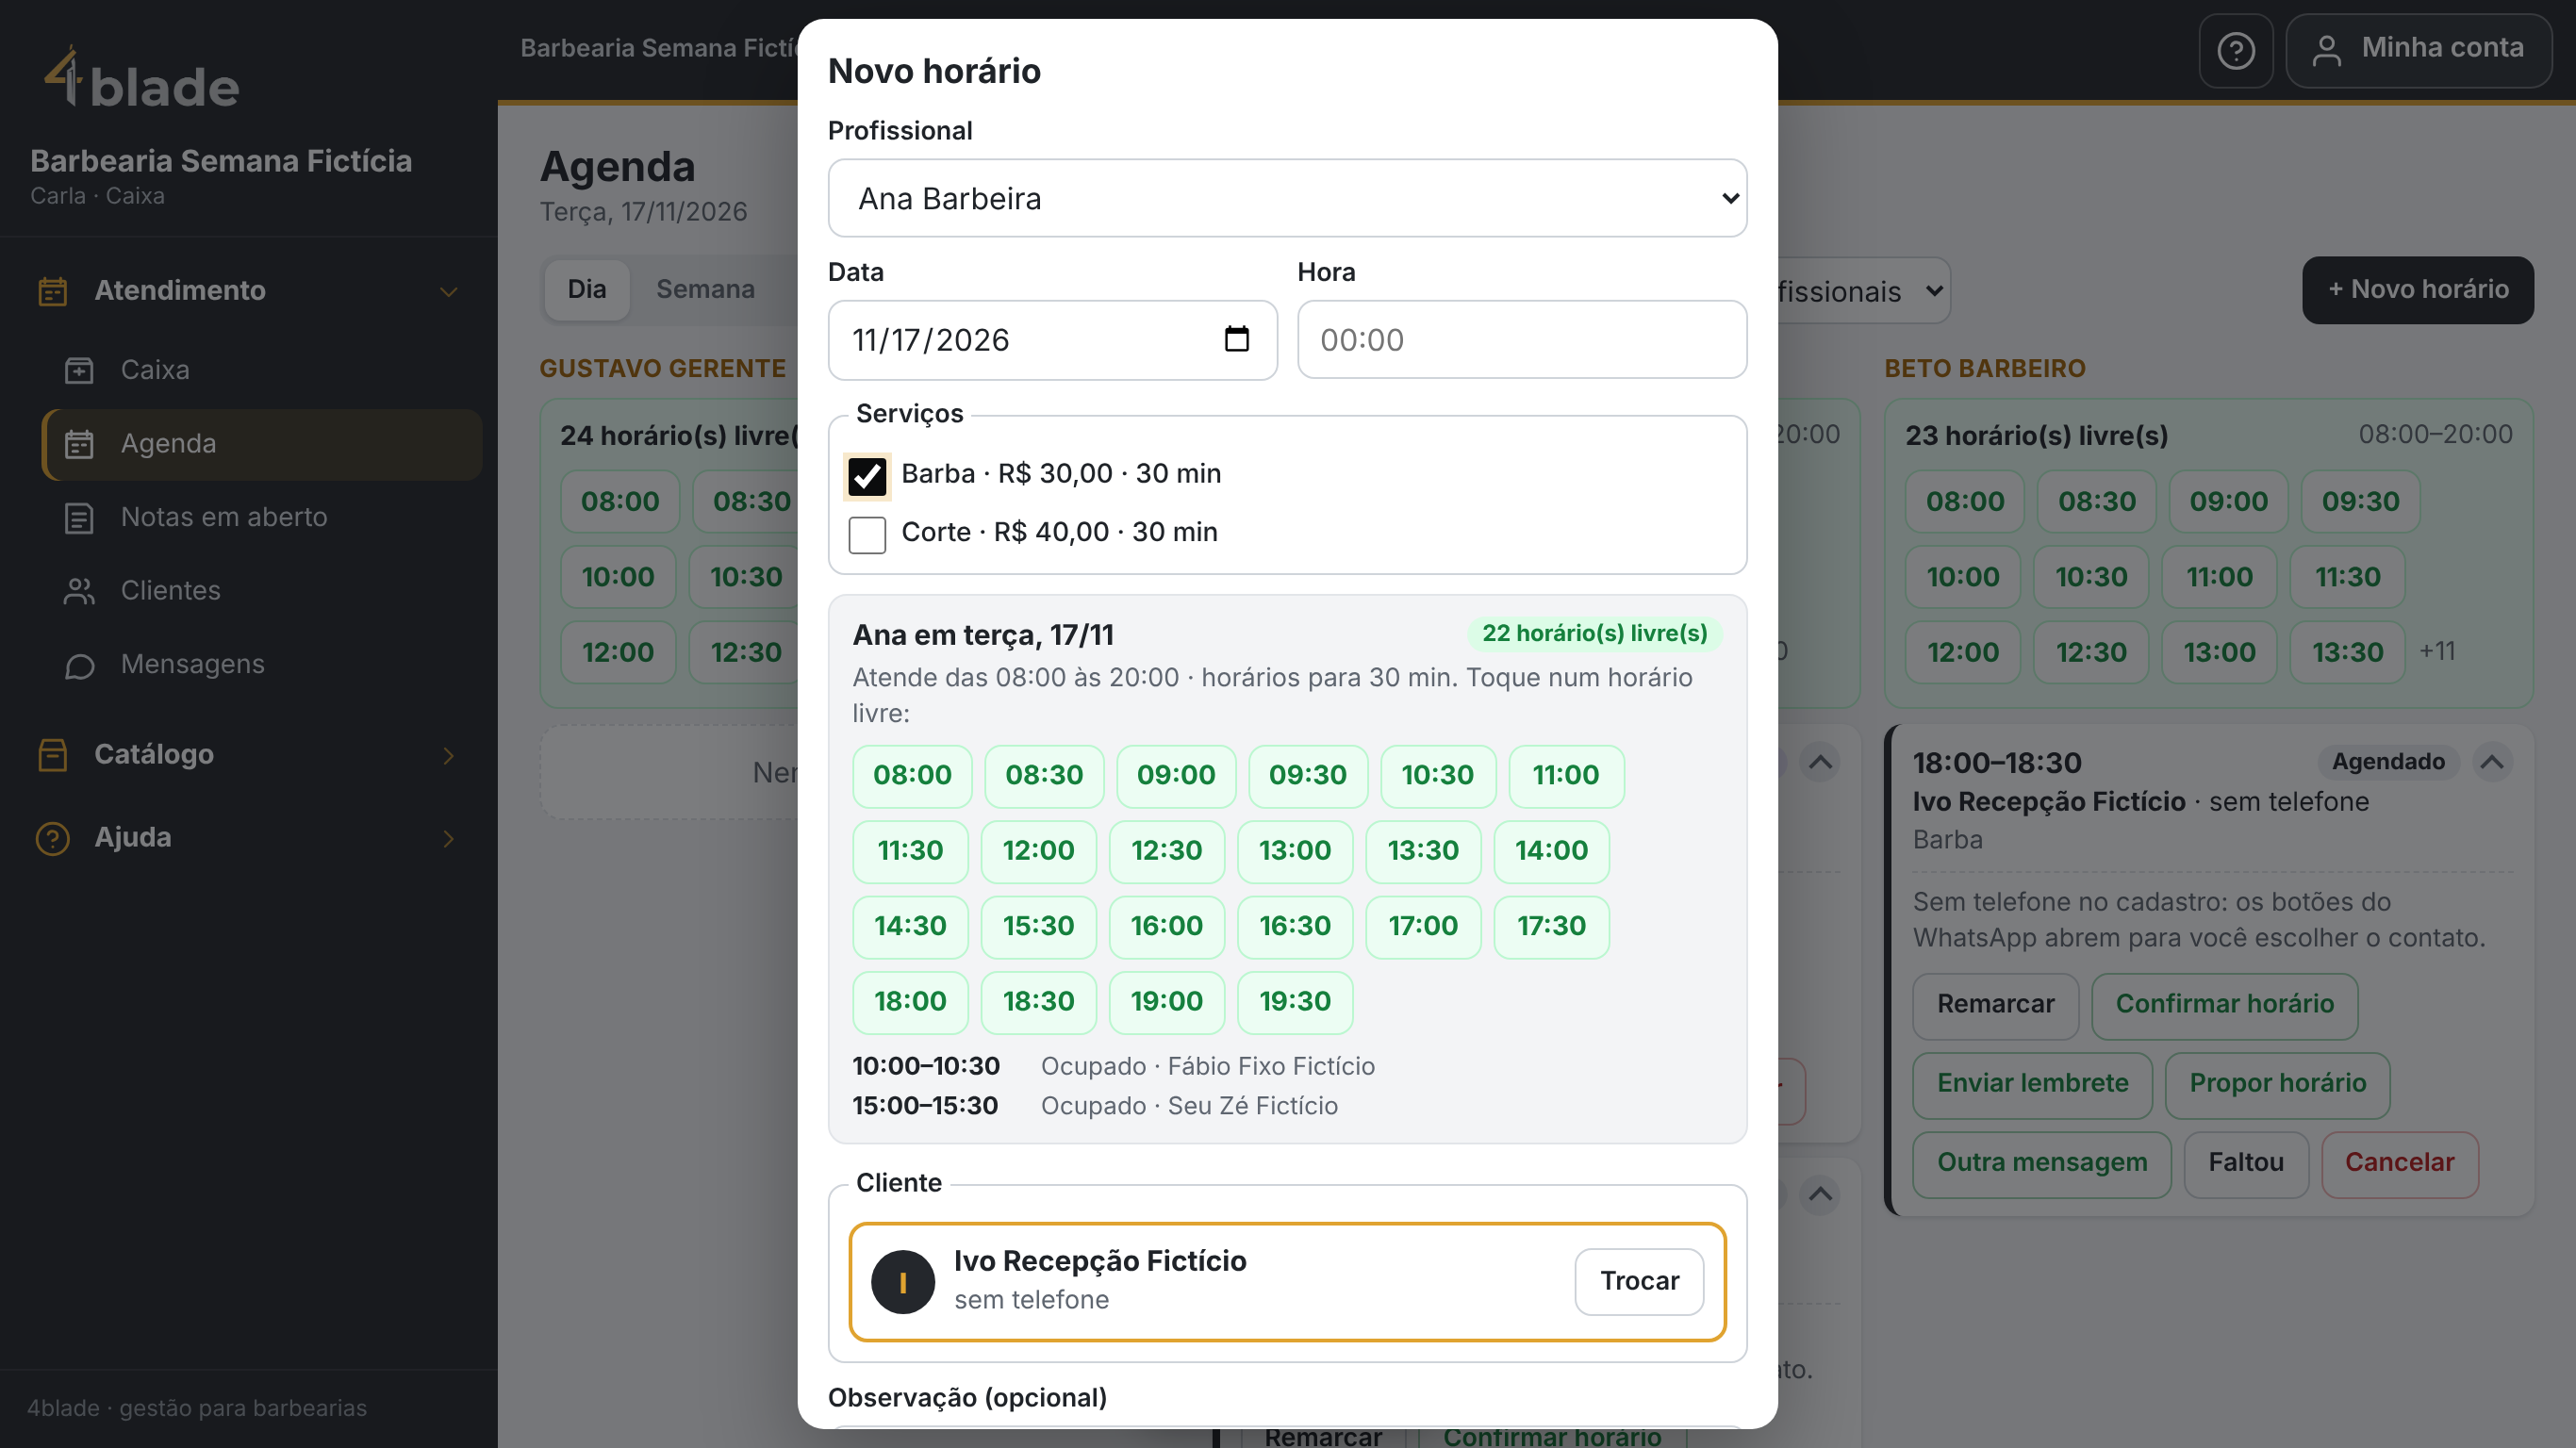 4blade
Barbearia Semana Fictícia
Carla · Caixa
Atendimento
Caixa
Agenda
Notas em aberto
Clientes
Mensagens
Catálogo
Ajuda
4blade · gestão para barbearias
Barbearia Semana Fictí
Minha conta
Agenda
Terça, 17/11/2026
Dia Semana
fissionais
+ Novo horário
GUSTAVO GERENTE
24 horário(s) livre(
08:00 08:30
10:00 10:30
12:00 12:30
Novo horário
Profissional
Ana Barbeira
Data Hora
11/17/2026 00:00
Serviços
Barba · R$ 30,00 · 30 min
Corte · R$ 40,00 · 30 min
Ana em terça, 17/11 22 horário(s) livre(s)
Atende das 08:00 às 20:00 · horários para 30 min. Toque num horário
livre:
08:00 08:30 09:00 09:30 10:30 11:00
11:30 12:00 12:30 13:00 13:30 14:00
14:30 15:30 16:00 16:30 17:00 17:30
18:00 18:30 19:00 19:30
10:00–10:30 Ocupado · Fábio Fixo Fictício
15:00–15:30 Ocupado · Seu Zé Fictício
Cliente
I
Ivo Recepção Fictício
sem telefone
Trocar
Observação (opcional)
Remarcar Confirmar horário
20:00
ato.
BETO BARBEIRO
23 horário(s) livre(s) 08:00–20:00
08:00 08:30 09:00 09:30
10:00 10:30 11:00 11:30
12:00 12:30 13:00 13:30 +11
18:00–18:30 Agendado
Ivo Recepção Fictício · sem telefone
Barba
Sem telefone no cadastro: os botões do
WhatsApp abrem para você escolher o contato.
Remarcar Confirmar horário
Enviar lembrete Propor horário
Outra mensagem Faltou Cancelar